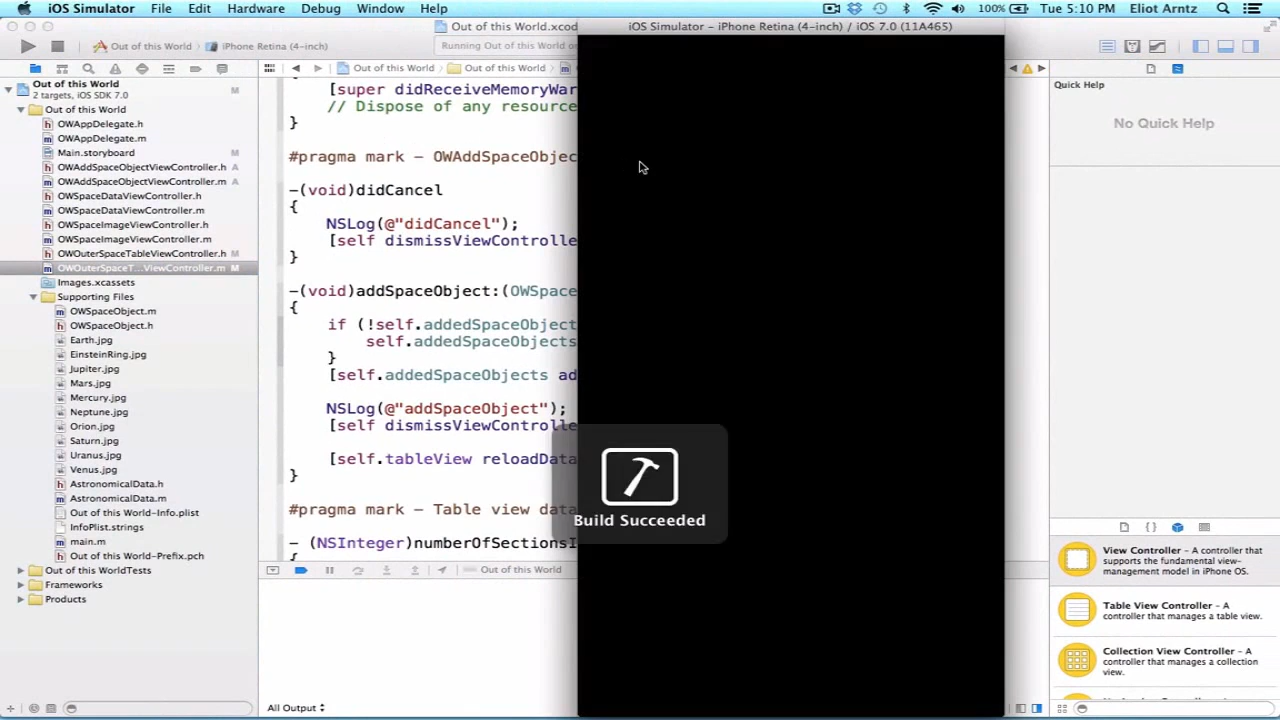 iOS Simulator File Edit Hardware Debug Window Help 100% Tue 5:10 PM Eliot Arntz
Out of this World.xcod
iOS Simulator – iPhone Retina (4-inch) / iOS 7.0 (11A465)
Out of this World iPhone Retina (4-inch)
Running Out of this World on
Out of this World Out of this World
Out of this World
2 targets, iOS SDK 7.0
M
Out of this World
OWAppDelegate.h
OWAppDelegate.m
Main.storyboard M
OWAddSpaceObjectViewController.h A
OWAddSpaceObjectViewController.m A
OWSpaceDataViewController.h
OWSpaceDataViewController.m
OWSpaceImageViewController.h
OWSpaceImageViewController.m
OWOuterSpaceTableViewController.h M
OWOuterSpaceT...ViewController.m M
Images.xcassets
Supporting Files
OWSpaceObject.m
OWSpaceObject.h
Earth.jpg
EinsteinRing.jpg
Jupiter.jpg
Mars.jpg
Mercury.jpg
Neptune.jpg
Orion.jpg
Saturn.jpg
Uranus.jpg
Venus.jpg
AstronomicalData.h
AstronomicalData.m
Out of this World-Info.plist
InfoPlist.strings
main.m
Out of this World-Prefix.pch
Out of this WorldTests
Frameworks
Products
[super didReceiveMemoryWar
// Dispose of any resource
}
#pragma mark – OWAddSpaceObjec
-(void)didCancel
{
NSLog(@"didCancel");
[self dismissViewControlle
}
-(void)addSpaceObject:(OWSpace
{
if (!self.addedSpaceObject
self.addedSpaceObjects
}
[self.addedSpaceObjects ad
NSLog(@"addSpaceObject");
[self dismissViewControlle
[self.tableView reloadData
}
#pragma mark – Table view data
- (NSInteger)numberOfSectionsI
{
Build Succeeded
Out of this World
All Output
Quick Help
No Quick Help
{ }
View Controller – A controller that
supports the fundamental view-
management model in iPhone OS.
Table View Controller – A
controller that manages a table view.
Collection View Controller – A
controller that manages a collection
view.